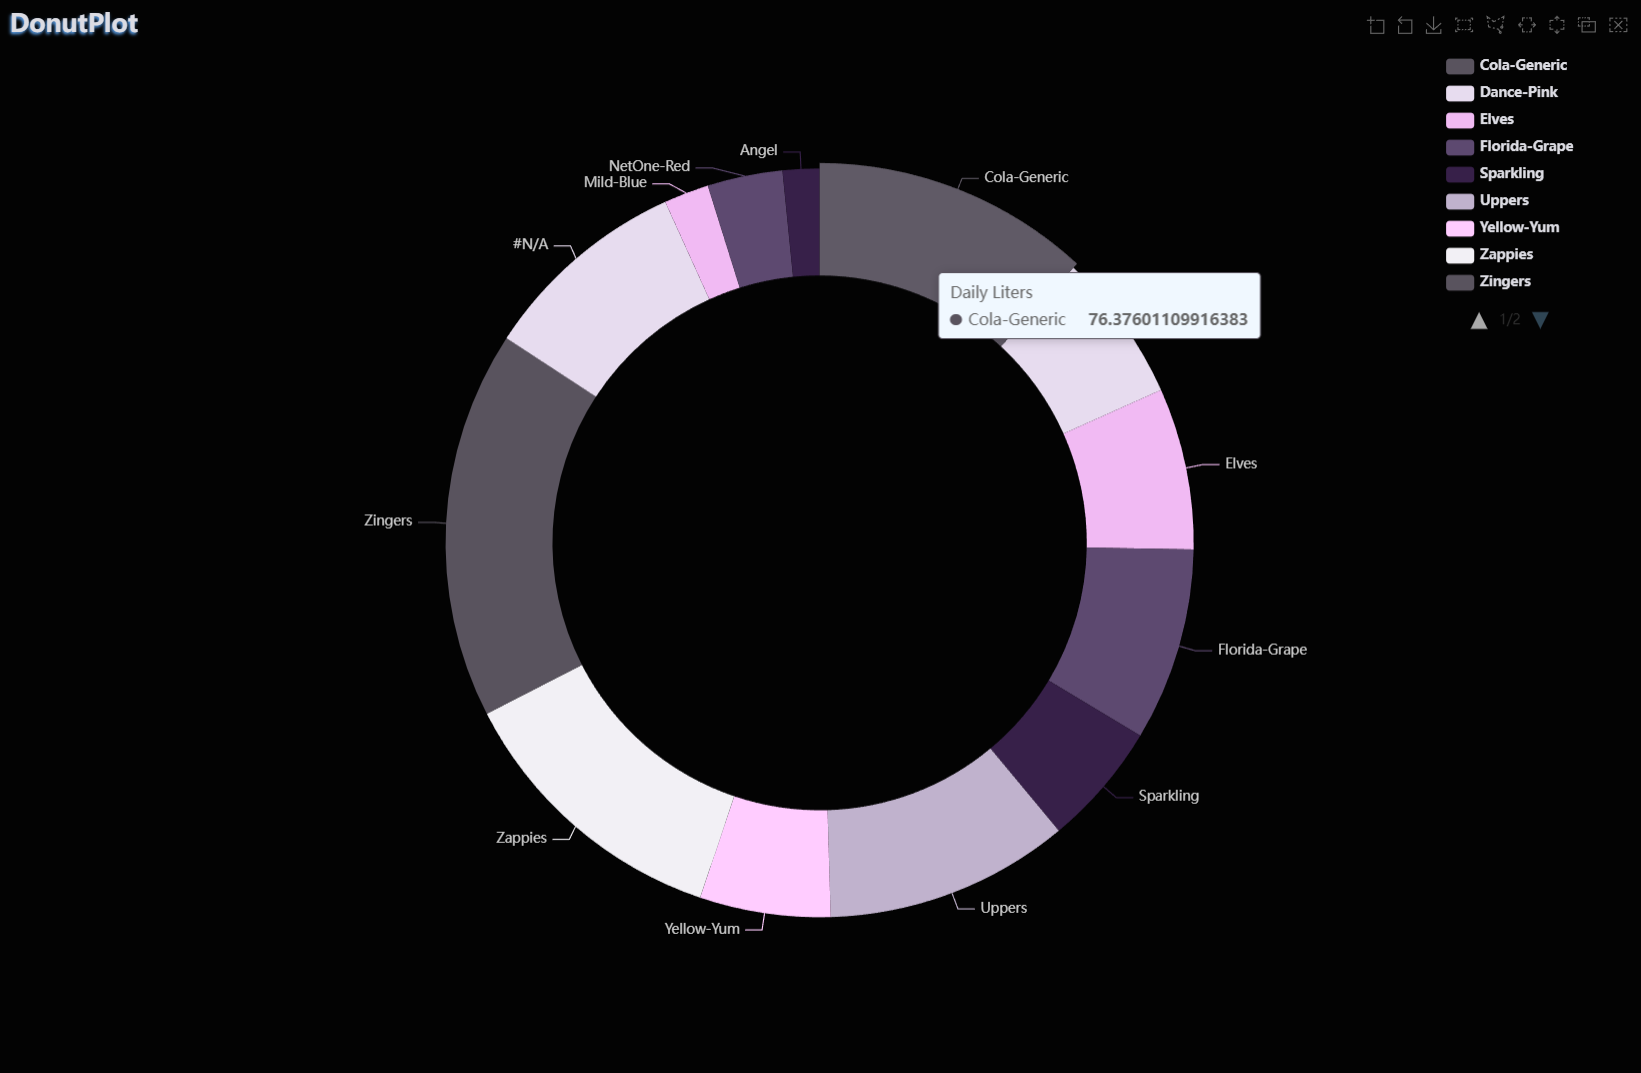 DonutPlot
Cola-Generic
Dance-Pink
Elves
Florida-Grape
Sparkling
Uppers
Yellow-Yum
Zappies
Zingers
1/2
Angel
NetOne-Red
Mild-Blue
#N/A
Cola-Generic
Daily Liters
Cola-Generic 76.37601109916383
Elves
Zingers
Florida-Grape
Sparkling
Zappies
Uppers
Yellow-Yum